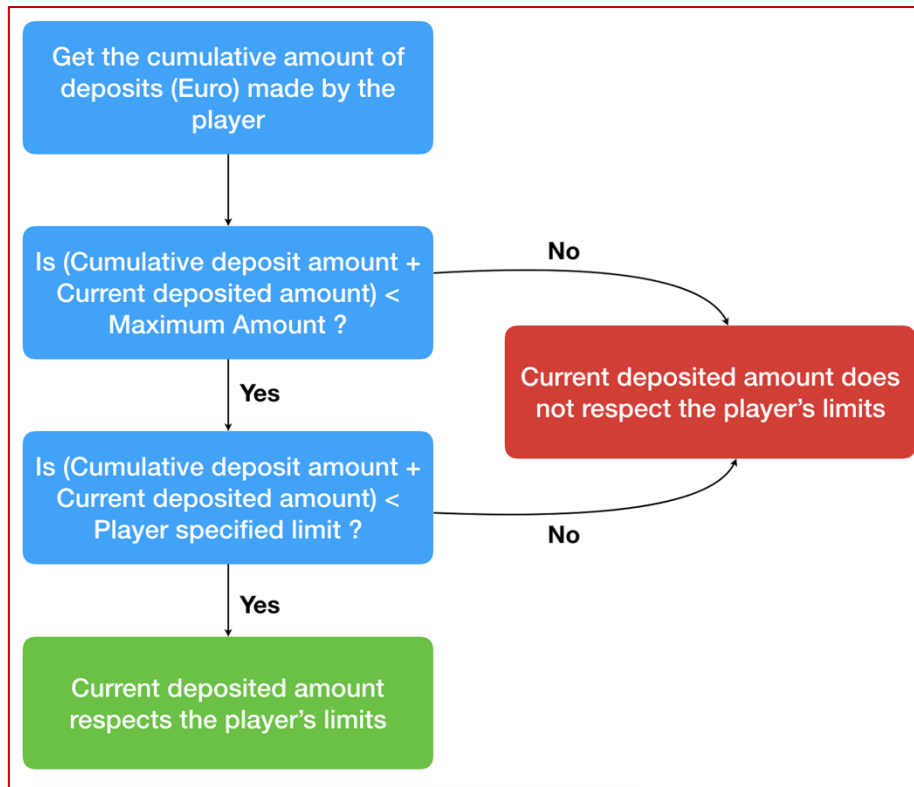 Get the cumulative amount of
deposits (Euro) made by the
player
Is (Cumulative deposit amount +
Current deposited amount) <
Maximum Amount ?
No
Yes
Current deposited amount does
not respect the player's limits
Is (Cumulative deposit amount +
Current deposited amount) <
Player specified limit ?
No
Yes
Current deposited amount
respects the player's limits